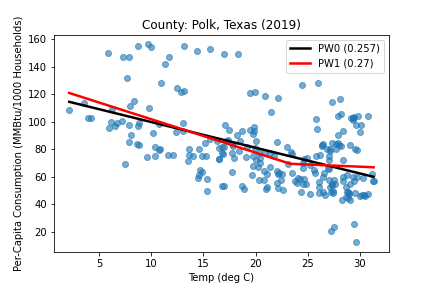 County: Polk, Texas (2019)
Per-Capita Consumption (MMBtu/1000 Households)
160
140
120
100
80
60
40
20
PW0 (0.257)
PW1 (0.27)
5 10 15 20 25 30
Temp (deg C)